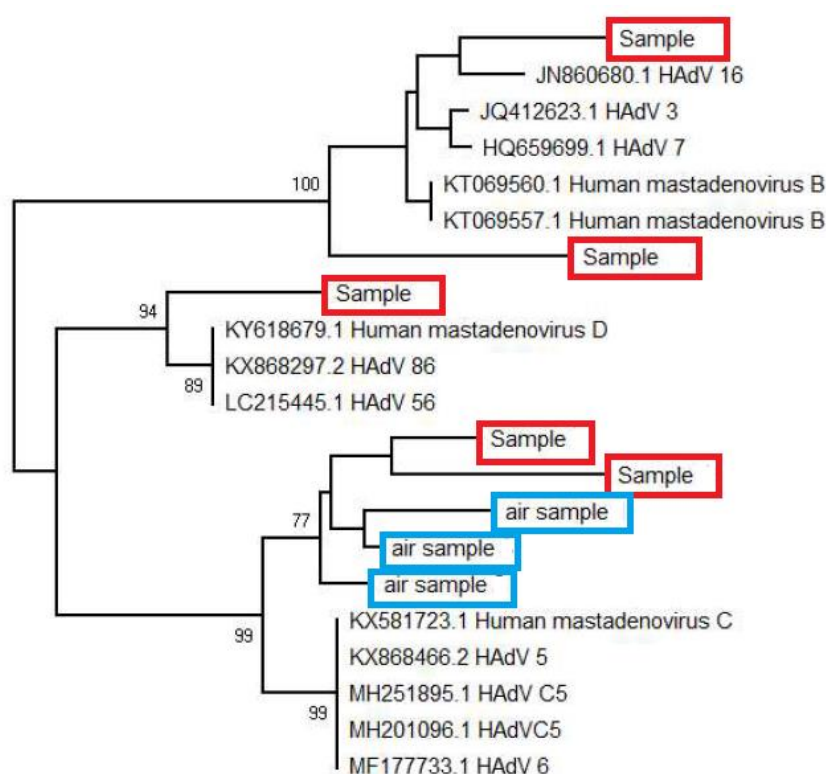 Sample
JN860680.1 HAdV 16
JQ412623.1 HAdV 3
HQ659699.1 HAdV 7
100
KT069560.1 Human mastadenovirus B
KT069557.1 Human mastadenovirus B
Sample
Sample
94
KY618679.1 Human mastadenovirus D
KX868297.2 HAdV 86
89
LC215445.1 HAdV 56
Sample
Sample
air sample
77
air sample
air sample
KX581723.1 Human mastadenovirus C
99
KX868466.2 HAdV 5
MH251895.1 HAdV C5
99
MH201096.1 HAdVC5
MF177733.1 HAdV 6